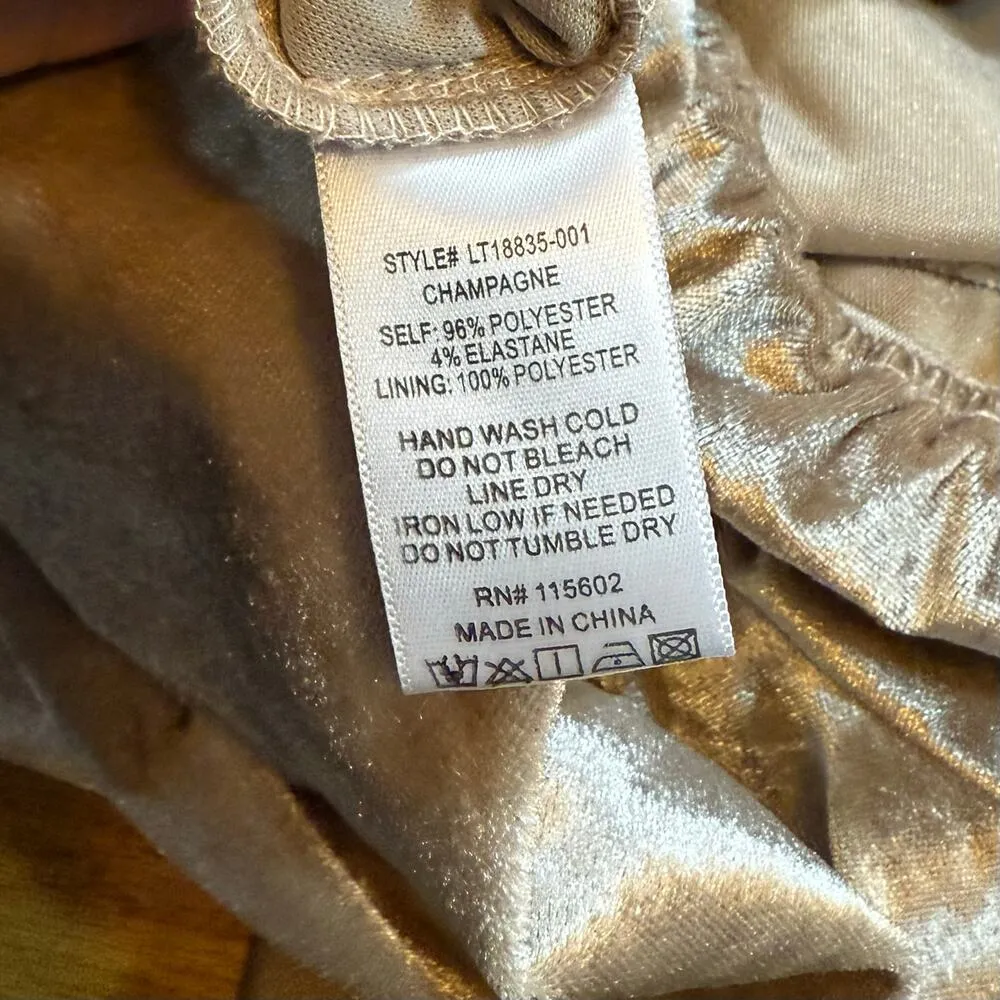 STYLE# LT18835-001
CHAMPAGNE
SELF: 96% POLYESTER
4% ELASTANE
LINING: 100% POLYESTER
HAND WASH COLD
DO NOT BLEACH
LINE DRY
IRON LOW IF NEEDED
DO NOT TUMBLE DRY
RN# 115602
MADE IN CHINA